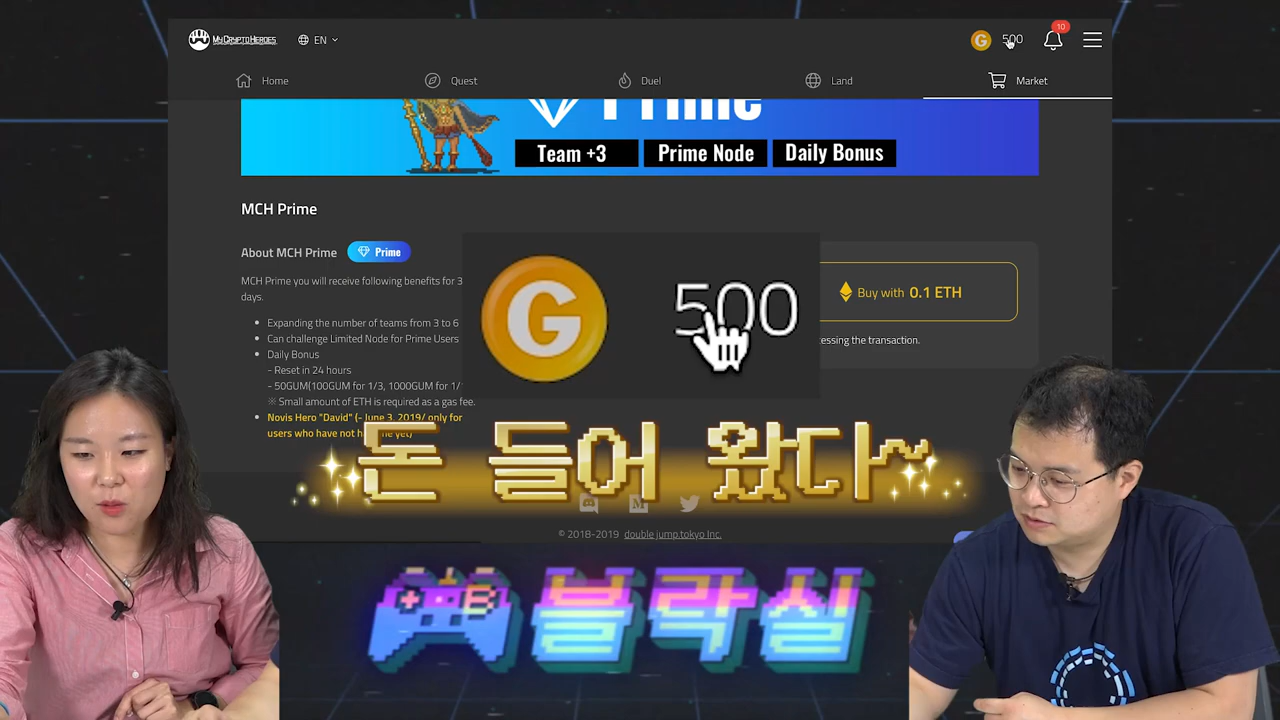 MYCRYPTOHEROES
EN
G
500
10
Home
Quest
Duel
Land
Market
Prime
Team +3
Prime Node
Daily Bonus
MCH Prime
About MCH Prime
Prime
MCH Prime you will receive following benefits for 3
days.
Expanding the number of teams from 3 to 6
Can challenge Limited Node for Prime Users
Daily Bonus
- Reset in 24 hours
- 50GUM(100GUM for 1/3, 1000GUM for 1/
※ Small amount of ETH is required as a gas fee.
Novis Hero "David" (- June 3, 2019/ only for
users who have not
yet)
G
500
Buy with 0.1 ETH
essing the transaction.
돈 들어 왔다~
© 2018-2019 double jump.tokyo Inc.
B
블락실